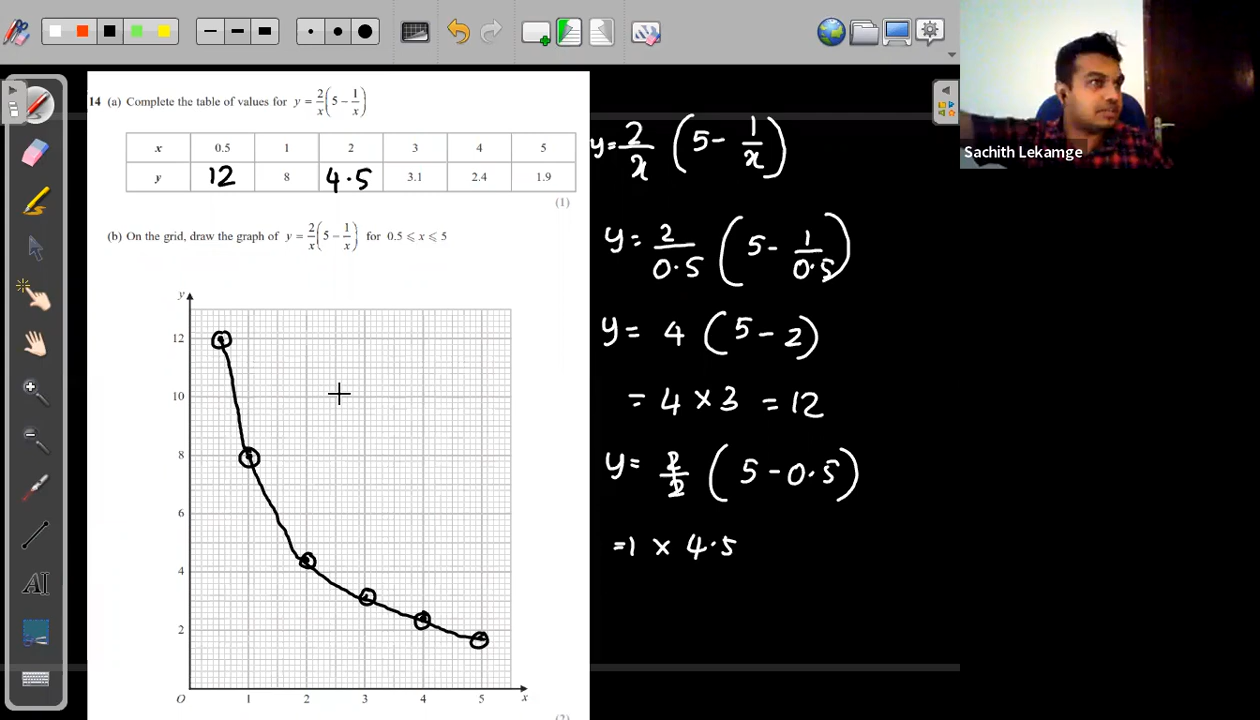 Sachith Lekamge
14 (a) Complete the table of values for y = 2/x (5 − 1/x)
x 0.5 1 2 3 4 5
y 12 8 4.5 3.1 2.4 1.9
(1)
(b) On the grid, draw the graph of y = 2/x (5 − 1/x) for 0.5 ⩽ x ⩽ 5
y
12
10
8
6
4
2
O 1 2 3 4 5 x
(2)
y = 2/x (5 - 1/x)
y = 2/0.5 (5 - 1/0.5)
y = 4 (5 - 2)
= 4 × 3 = 12
y = 2/2 (5 - 0.5)
= 1 × 4.5
AI